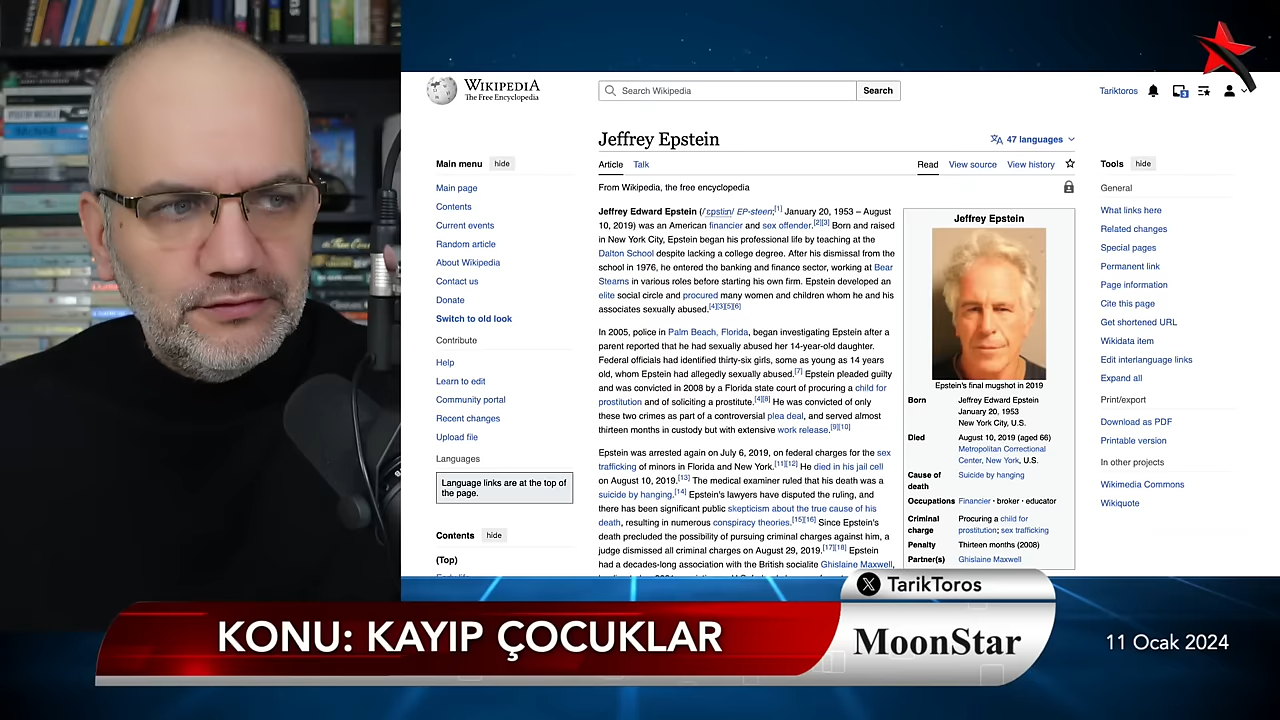 WIKIPEDIA
The Free Encyclopedia
Search Wikipedia
Search
Tariktoros
3
Jeffrey Epstein
47 languages
Article Talk
Read View source View history
From Wikipedia, the free encyclopedia
Main menu hide
Main page
Contents
Current events
Random article
About Wikipedia
Contact us
Donate
Switch to old look
Contribute
Help
Learn to edit
Community portal
Recent changes
Upload file
Languages
Language links are at the top of
the page.
Contents hide
(Top)
Jeffrey Edward Epstein (/ˈɛpstiːn/ EP-steen;[1] January 20, 1953 – August
10, 2019) was an American financier and sex offender.[2][3] Born and raised
in New York City, Epstein began his professional life by teaching at the
Dalton School despite lacking a college degree. After his dismissal from the
school in 1976, he entered the banking and finance sector, working at Bear
Stearns in various roles before starting his own firm. Epstein developed an
elite social circle and procured many women and children whom he and his
associates sexually abused.[4][3][5][6]
In 2005, police in Palm Beach, Florida, began investigating Epstein after a
parent reported that he had sexually abused her 14-year-old daughter.
Federal officials had identified thirty-six girls, some as young as 14 years
old, whom Epstein had allegedly sexually abused.[7] Epstein pleaded guilty
and was convicted in 2008 by a Florida state court of procuring a child for
prostitution and of soliciting a prostitute.[4][8] He was convicted of only
these two crimes as part of a controversial plea deal, and served almost
thirteen months in custody but with extensive work release.[9][10]
Epstein was arrested again on July 6, 2019, on federal charges for the sex
trafficking of minors in Florida and New York.[11][12] He died in his jail cell
on August 10, 2019.[13] The medical examiner ruled that his death was a
suicide by hanging.[14] Epstein's lawyers have disputed the ruling, and
there has been significant public skepticism about the true cause of his
death, resulting in numerous conspiracy theories.[15][16] Since Epstein's
death precluded the possibility of pursuing criminal charges against him, a
judge dismissed all criminal charges on August 29, 2019.[17][18] Epstein
had a decades-long association with the British socialite Ghislaine Maxwell,
Jeffrey Epstein
Epstein's final mugshot in 2019
Born Jeffrey Edward Epstein
January 20, 1953
New York City, U.S.
Died August 10, 2019 (aged 66)
Metropolitan Correctional
Center, New York, U.S.
Cause of Suicide by hanging
death
Occupations Financier · broker · educator
Criminal Procuring a child for
charge prostitution; sex trafficking
Penalty Thirteen months (2008)
Partner(s) Ghislaine Maxwell
Tools hide
General
What links here
Related changes
Special pages
Permanent link
Page information
Cite this page
Get shortened URL
Wikidata item
Edit interlanguage links
Expand all
Print/export
Download as PDF
Printable version
In other projects
Wikimedia Commons
Wikiquote
X TarikToros
KONU: KAYIP ÇOCUKLAR
MoonStar
11 Ocak 2024